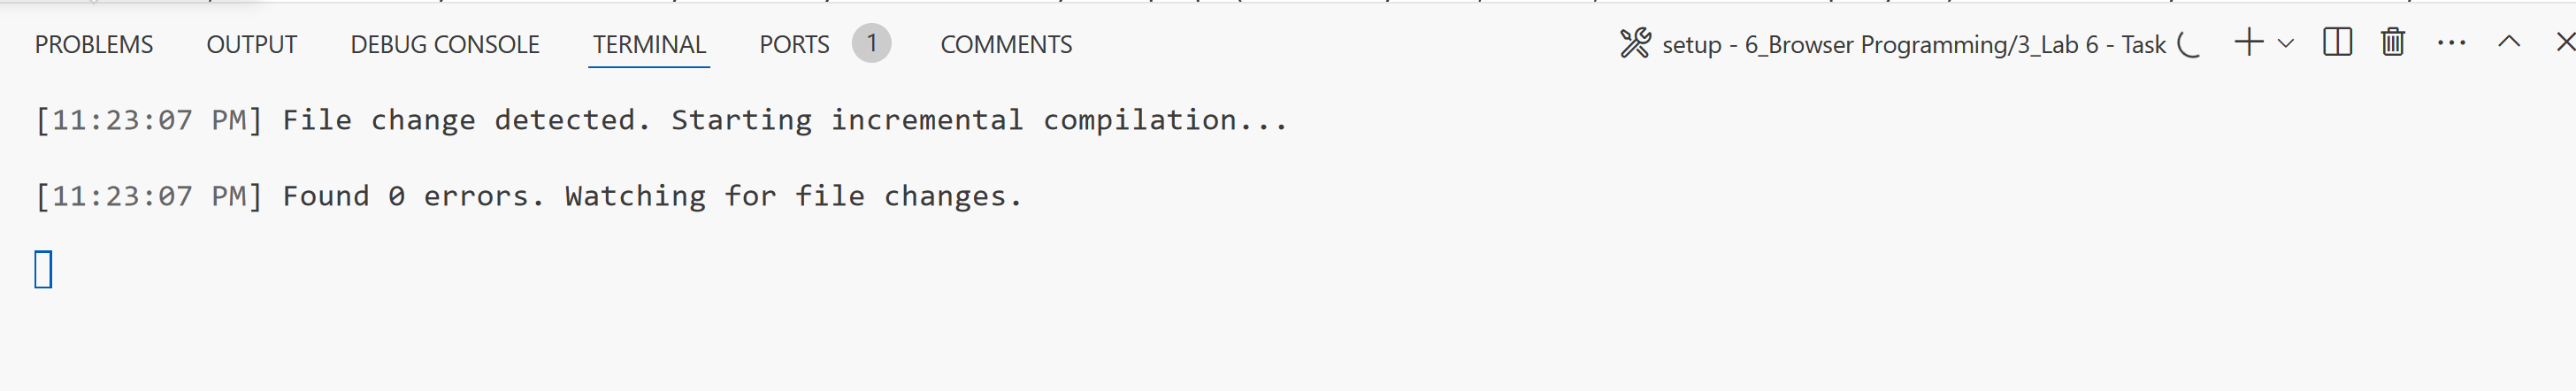 PROBLEMS OUTPUT DEBUG CONSOLE TERMINAL PORTS 1 COMMENTS setup - 6_Browser Programming/3_Lab 6 - Task
[11:23:07 PM] File change detected. Starting incremental compilation...
[11:23:07 PM] Found 0 errors. Watching for file changes.